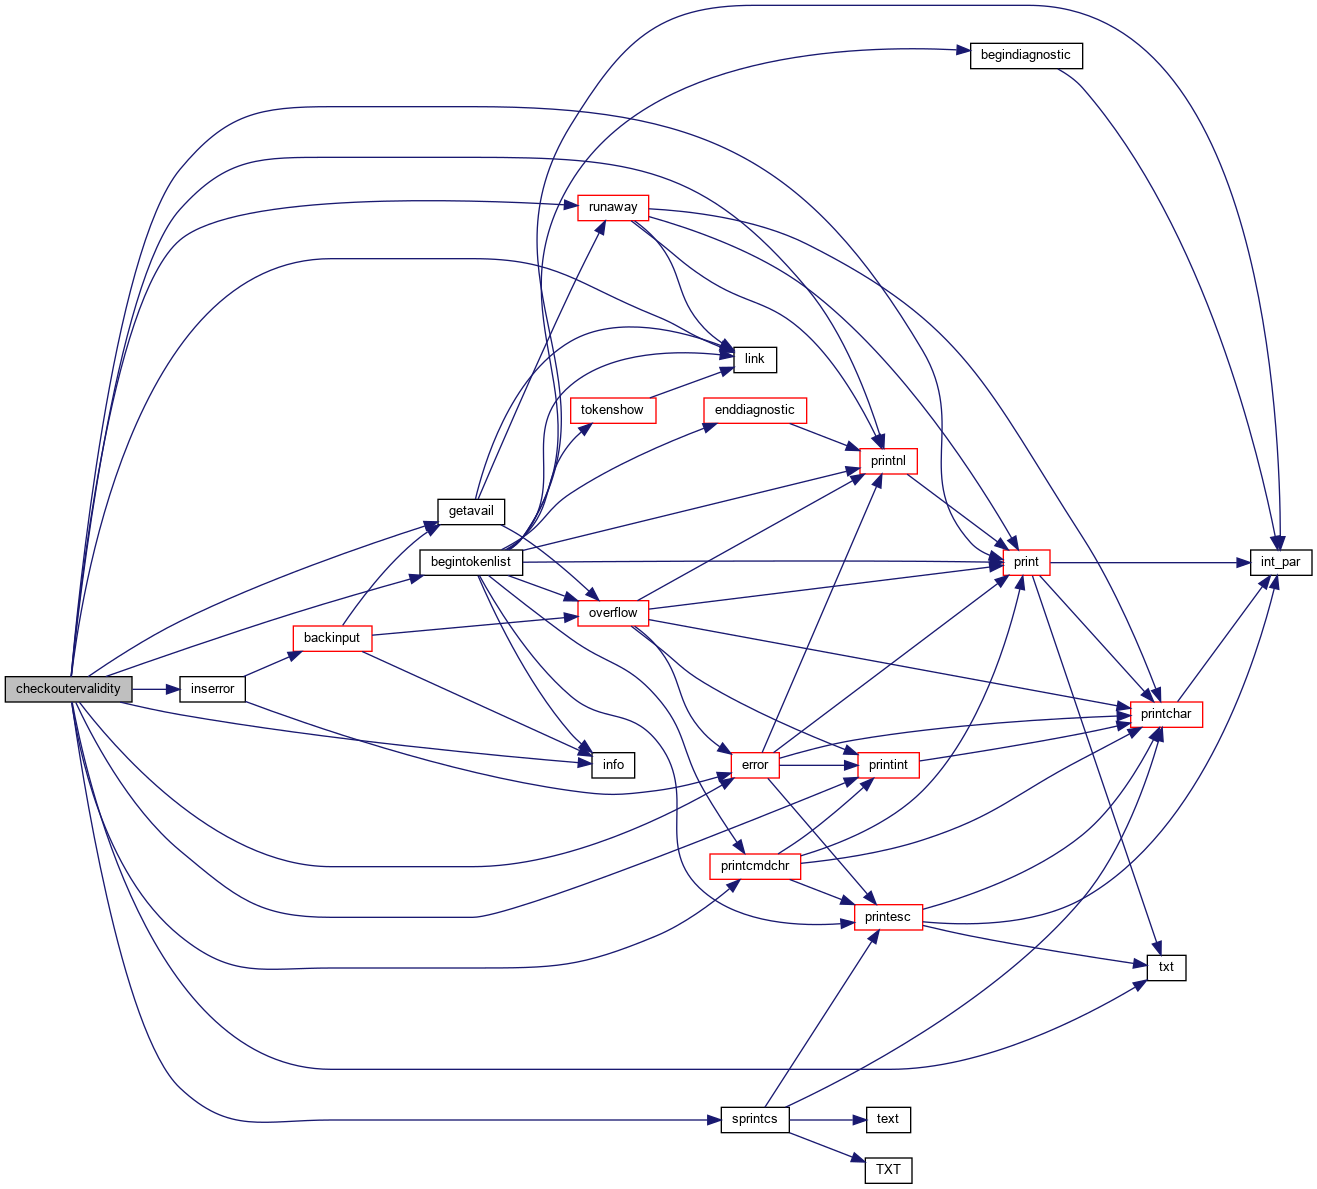 begindiagnostic
runaway
link
tokenshow
enddiagnostic
printnl
getavail
begintokenlist
print
int_par
overflow
backinput
checkoutervalidity
inserror
printchar
info
error
printint
printcmdchr
printesc
txt
sprintcs
text
TXT